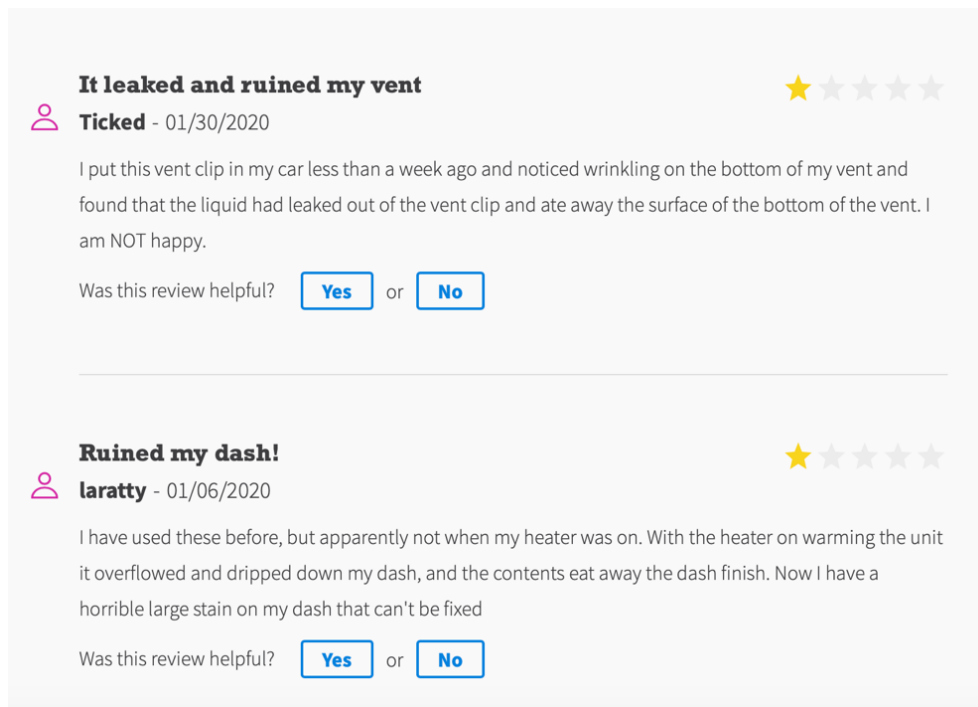 It leaked and ruined my vent
Ticked - 01/30/2020
I put this vent clip in my car less than a week ago and noticed wrinkling on the bottom of my vent and
found that the liquid had leaked out of the vent clip and ate away the surface of the bottom of the vent. I
am NOT happy.
Was this review helpful? Yes or No
Ruined my dash!
laratty - 01/06/2020
I have used these before, but apparently not when my heater was on. With the heater on warming the unit
it overflowed and dripped down my dash, and the contents eat away the dash finish. Now I have a
horrible large stain on my dash that can't be fixed
Was this review helpful? Yes or No